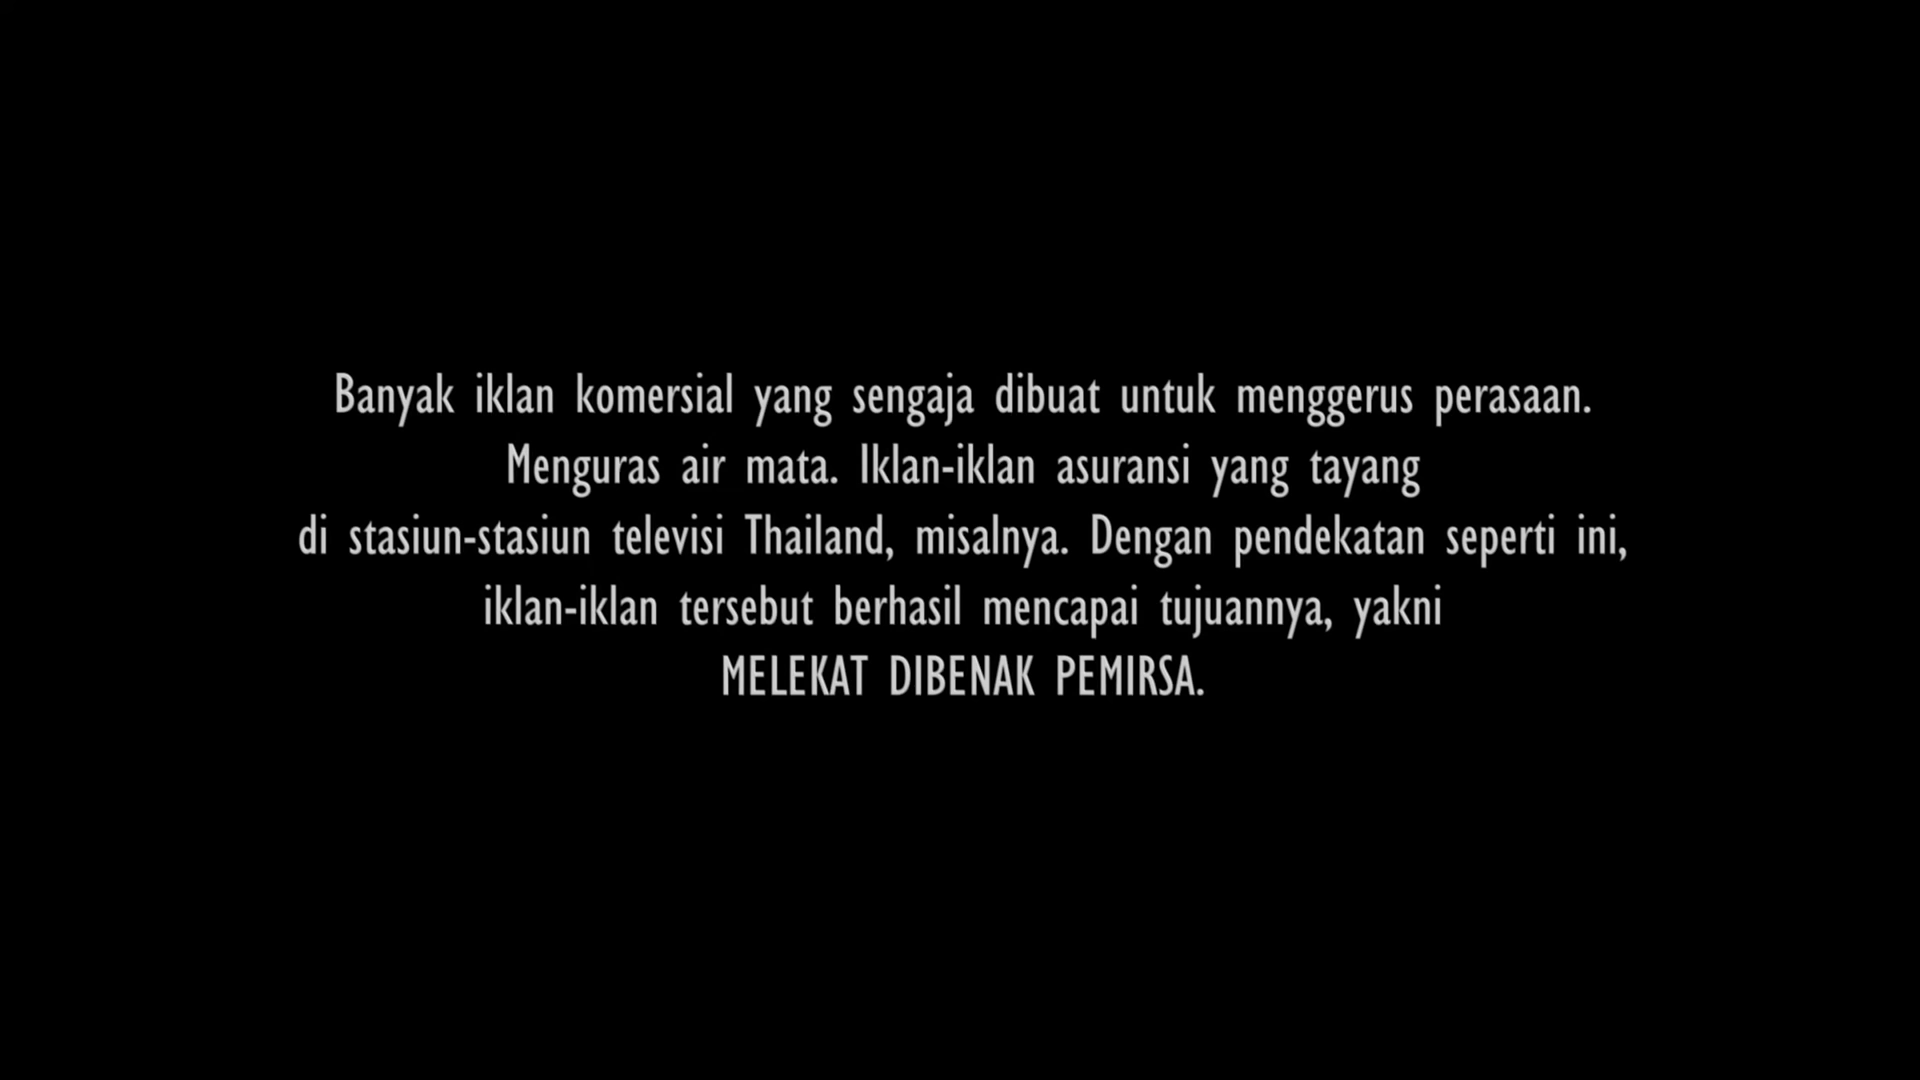 Banyak iklan komersial yang sengaja dibuat untuk menggerus perasaan.
Menguras air mata. Iklan-iklan asuransi yang tayang
di stasiun-stasiun televisi Thailand, misalnya. Dengan pendekatan seperti ini,
iklan-iklan tersebut berhasil mencapai tujuannya, yakni
MELEKAT DIBENAK PEMIRSA.